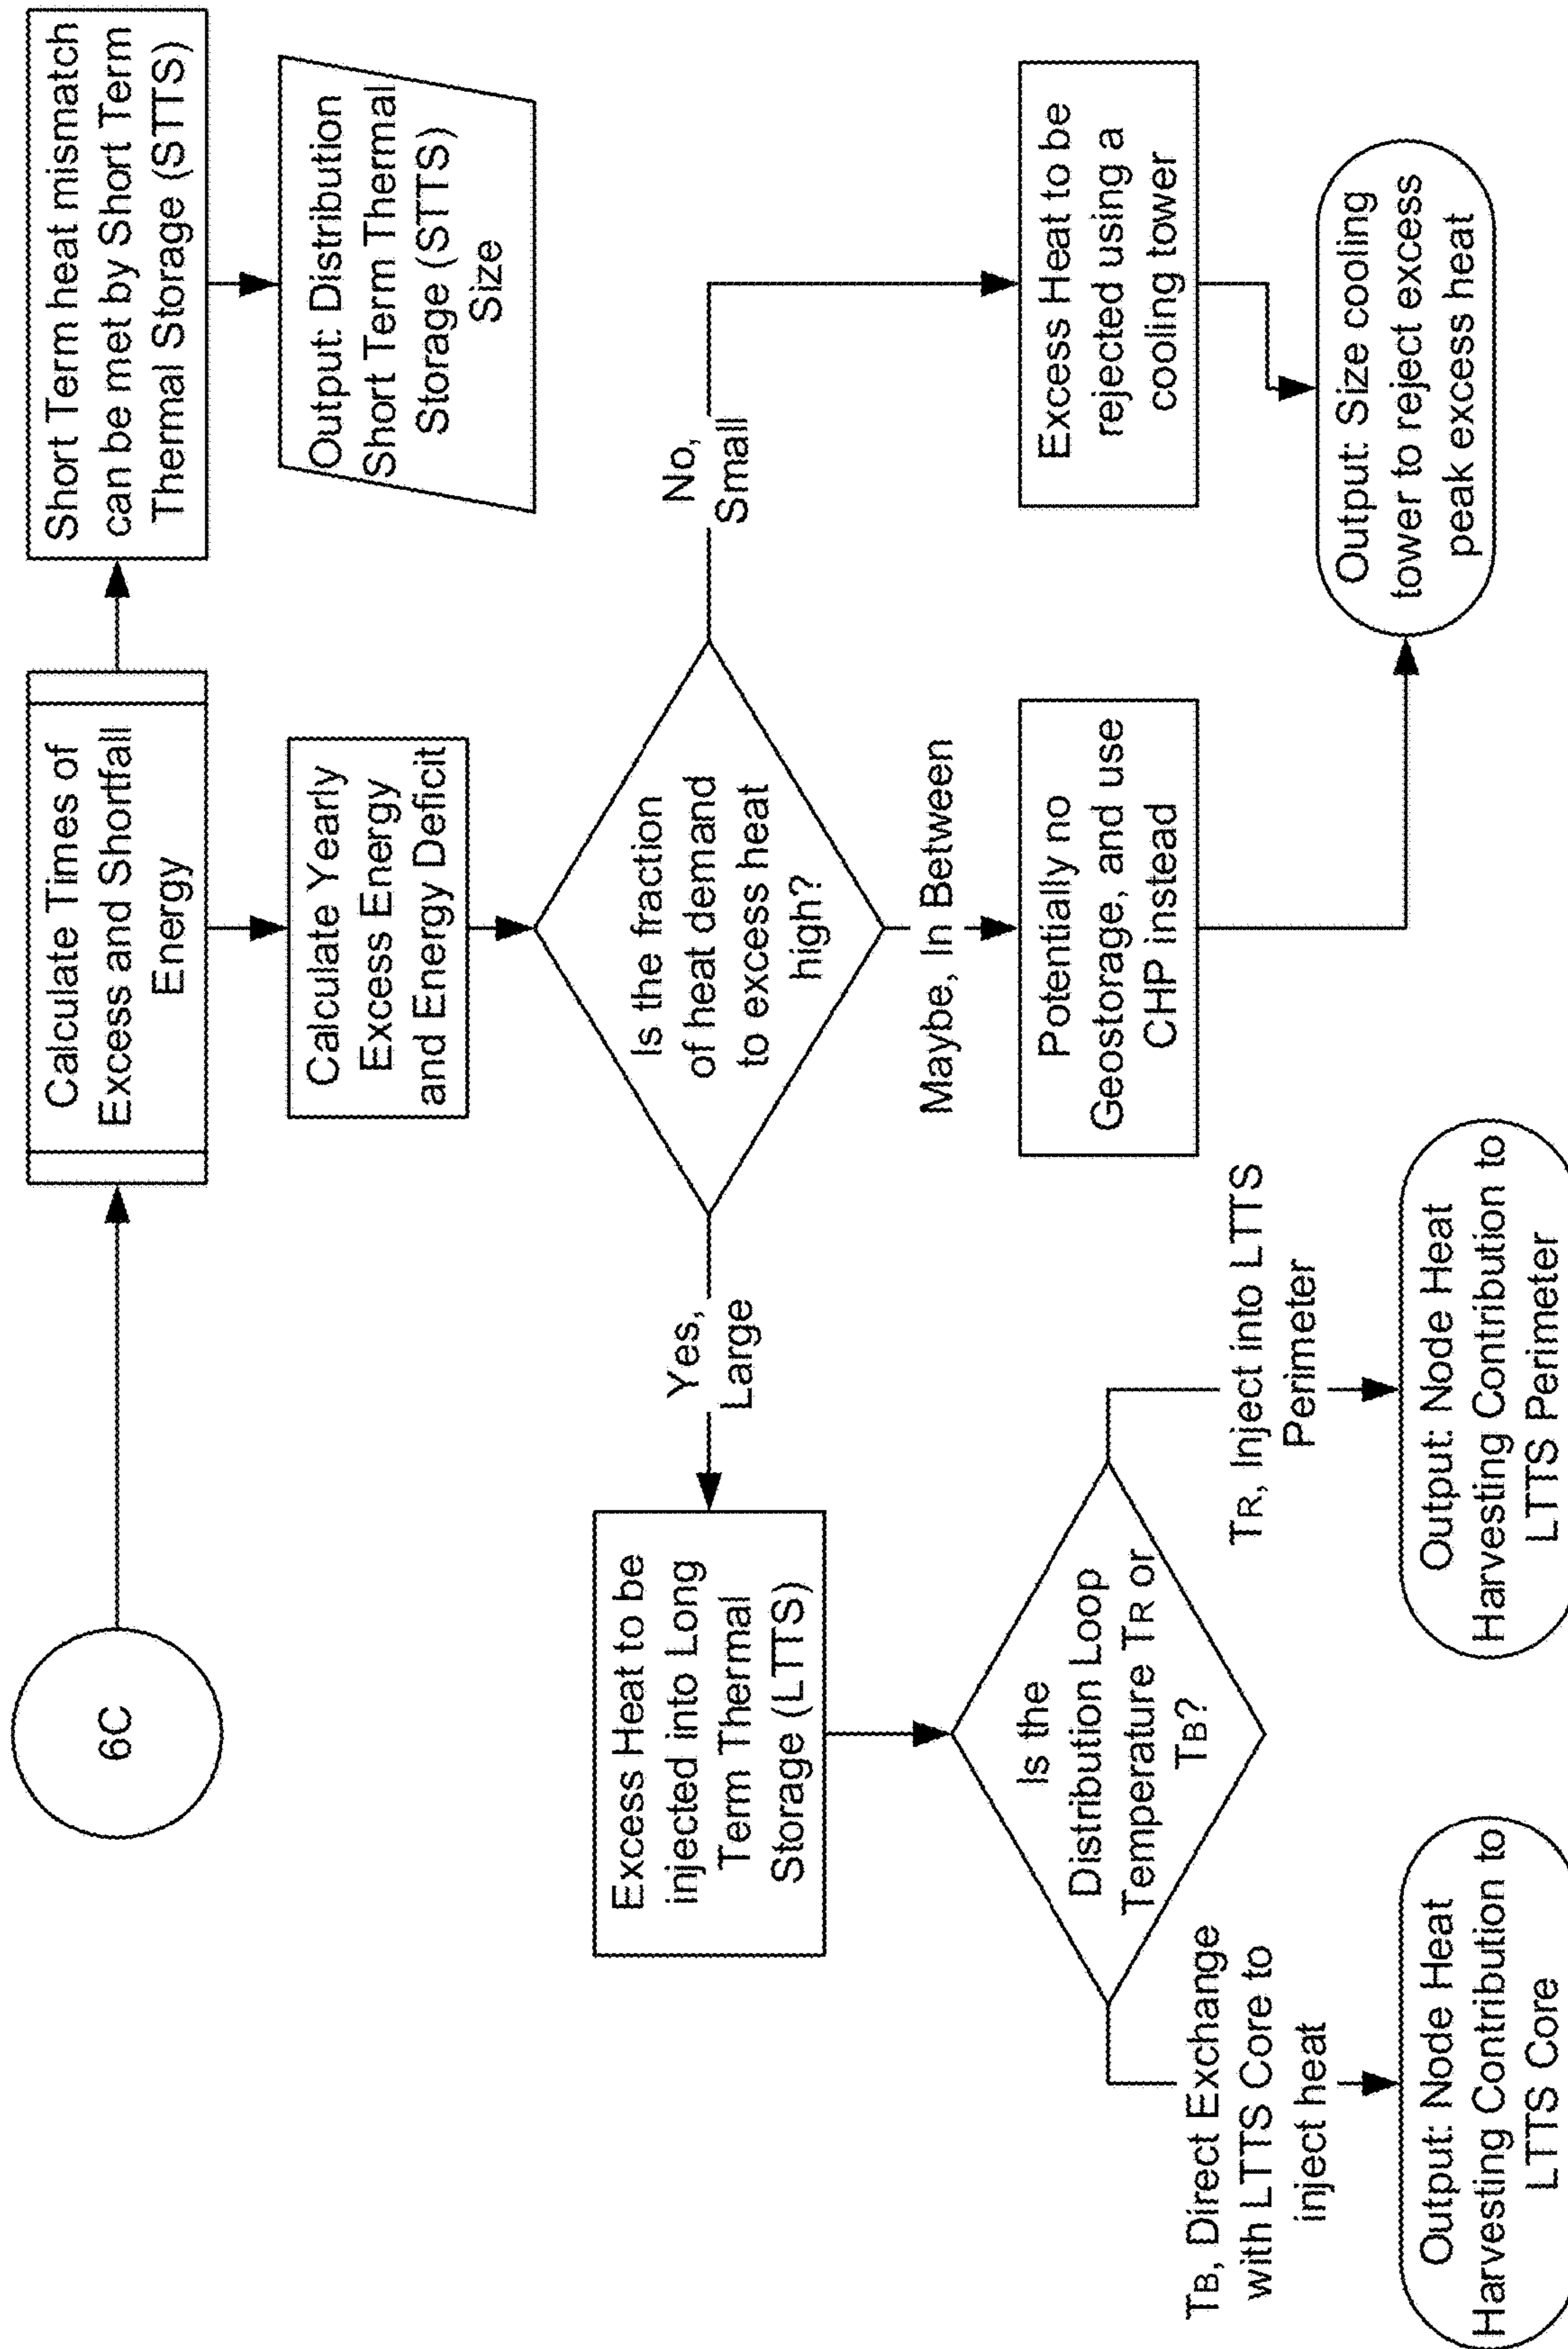 6C
Calculate Times of
Excess and Shortfall
Energy
Short Term heat mismatch
can be met by Short Term
Thermal Storage (STTS)
Output: Distribution
Short Term Thermal
Storage (STTS)
Size
Calculate Yearly
Excess Energy
and Energy Deficit
Is the fraction
of heat demand
to excess heat
high?
Yes,
Large
No,
Small
Maybe, In Between
Excess Heat to be
injected into Long
Term Thermal
Storage (LTTS)
Potentially no
Geostorage, and use
CHP instead
Excess Heat to be
rejected using a
cooling tower
Output: Size cooling
tower to reject excess
peak excess heat
Is the
Distribution Loop
Temperature TR or
TB?
TB, Direct Exchange
with LTTS Core to
inject heat
TR, Inject into LTTS
Perimeter
Output: Node Heat
Harvesting Contribution to
LTTS Core
Output: Node Heat
Harvesting Contribution to
LTTS Perimeter